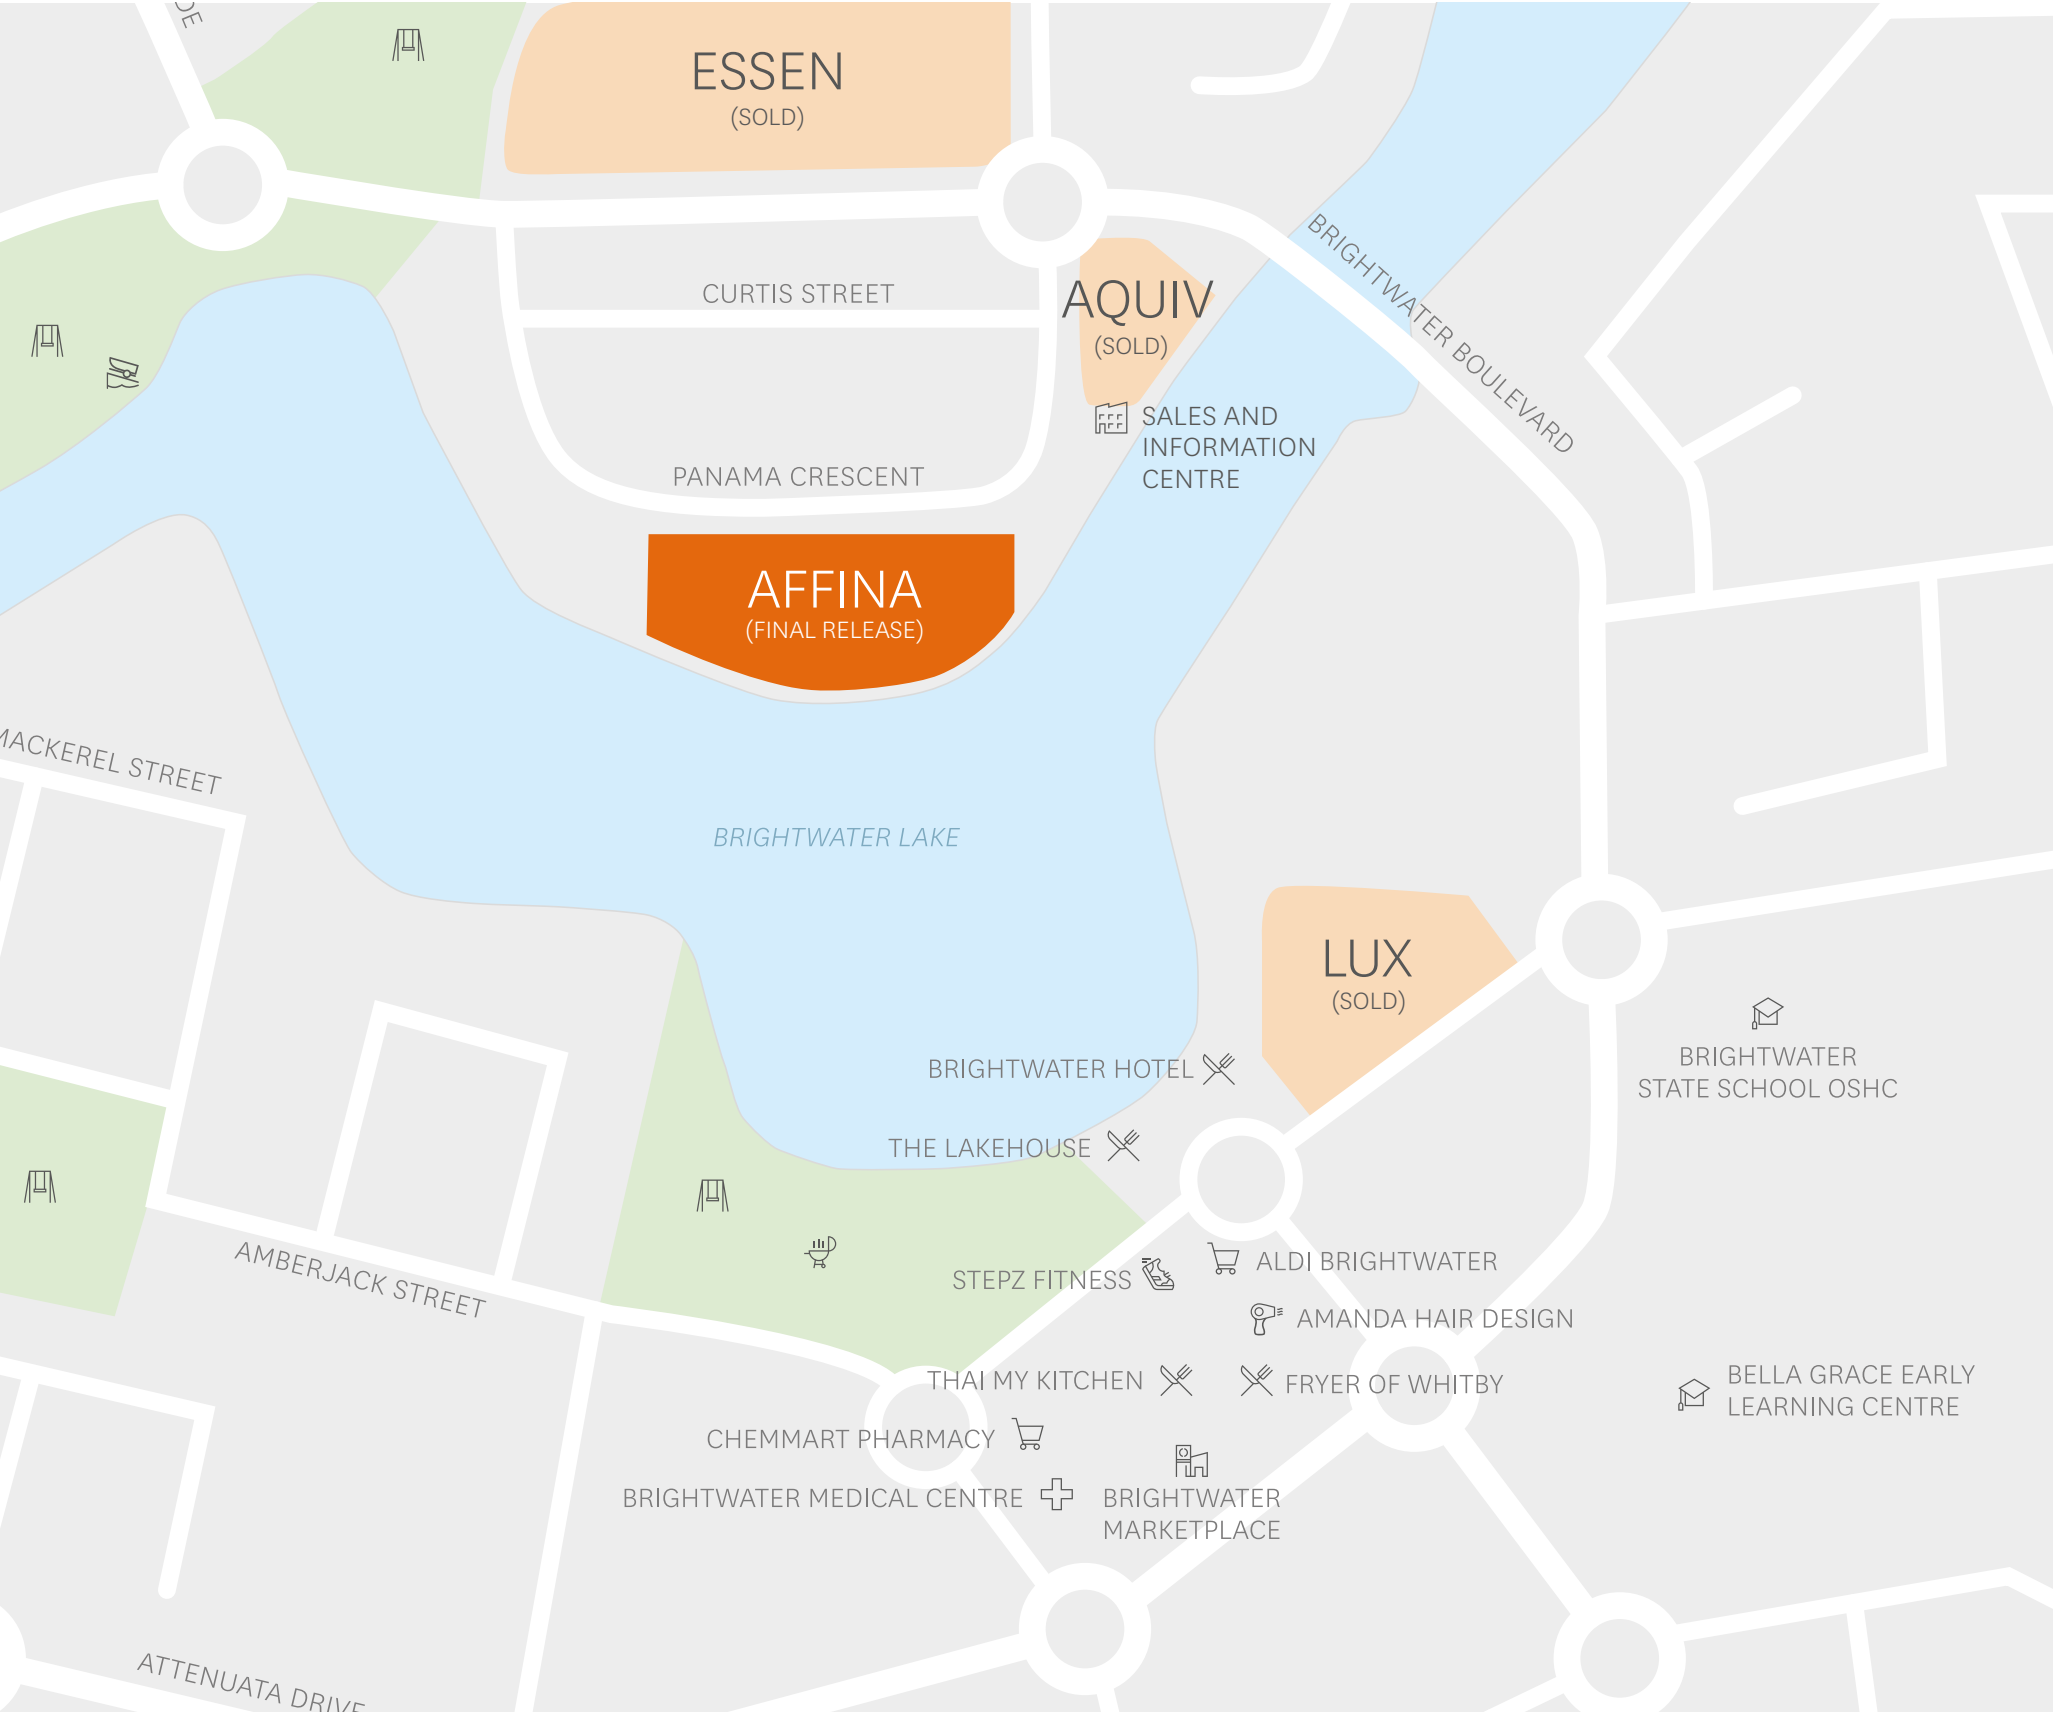 ESSEN
(SOLD)
CURTIS STREET
AQUIV
(SOLD)
BRIGHTWATER BOULEVARD
SALES AND
INFORMATION
CENTRE
PANAMA CRESCENT
AFFINA
(FINAL RELEASE)
MACKEREL STREET
BRIGHTWATER LAKE
LUX
(SOLD)
BRIGHTWATER
STATE SCHOOL OSHC
BRIGHTWATER HOTEL
THE LAKEHOUSE
AMBERJACK STREET
STEPZ FITNESS
ALDI BRIGHTWATER
AMANDA HAIR DESIGN
THAI MY KITCHEN
FRYER OF WHITBY
BELLA GRACE EARLY
LEARNING CENTRE
CHEMMART PHARMACY
BRIGHTWATER MEDICAL CENTRE
BRIGHTWATER
MARKETPLACE
ATTENUATA DRIVE